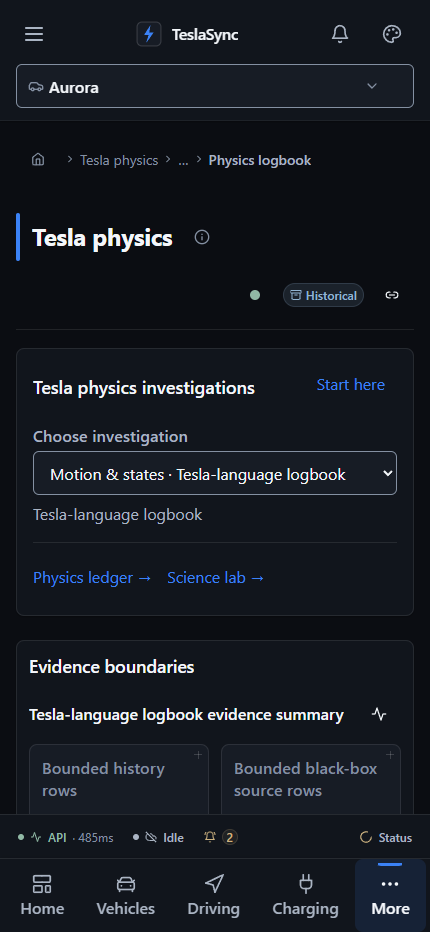 TeslaSync
Aurora
Tesla physics
...
Physics logbook
Tesla physics
Historical
Tesla physics investigations
Start here
Choose investigation
Motion & states · Tesla-language logbook
Tesla-language logbook
Physics ledger →
Science lab →
Evidence boundaries
Tesla-language logbook evidence summary
Bounded history
rows
Bounded black-box
source rows
API · 485ms
Idle
2
Status
Home
Vehicles
Driving
Charging
More